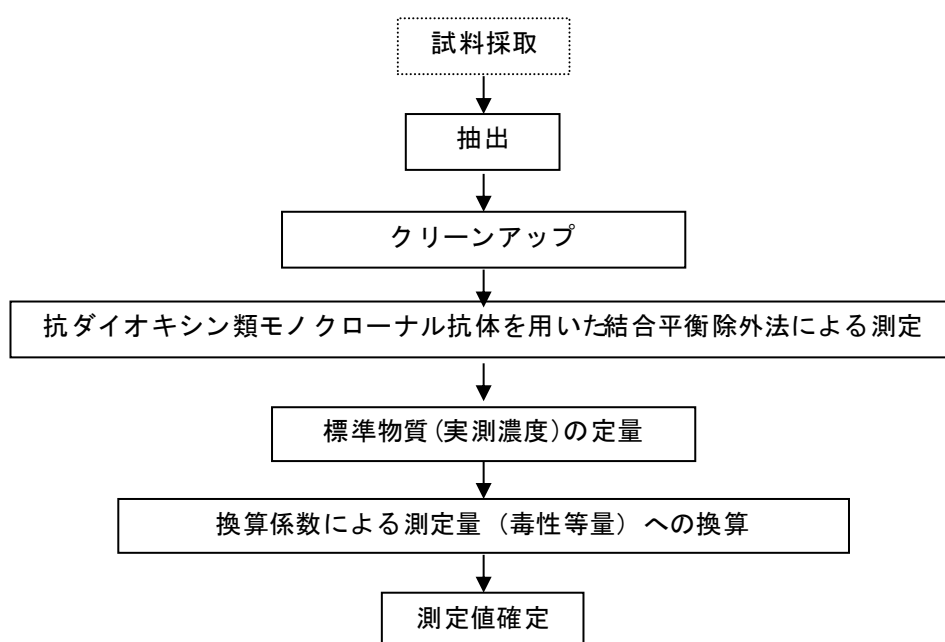 試料採取
抽出
クリーンアップ
抗ダイオキシン類モノクローナル抗体を用いた結合平衡除外法による測定
標準物質(実測濃度)の定量
換算係数による測定量（毒性等量）への換算
測定値確定